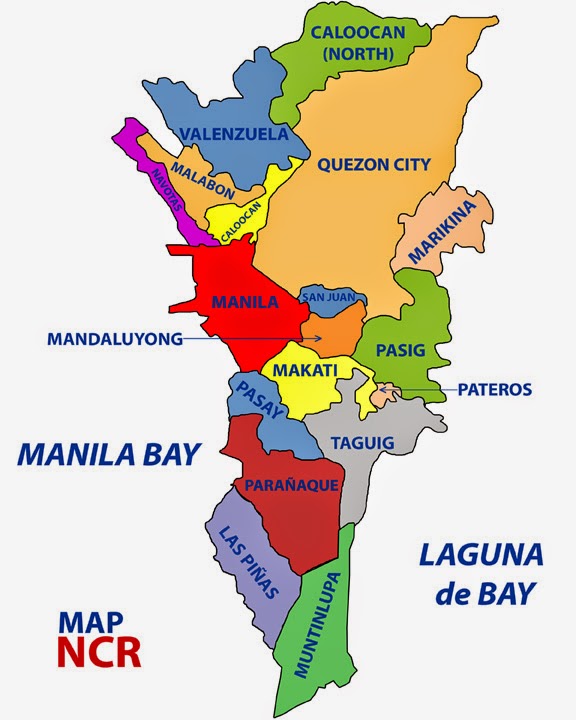 CALOOCAN
(NORTH)
VALENZUELA
QUEZON CITY
MALABON
NAVOTAS
CALOOCAN
MARIKINA
MANILA
SAN JUAN
MANDALUYONG
PASIG
MAKATI
PATEROS
PASAY
TAGUIG
MANILA BAY
PARAÑAQUE
LAS PIÑAS
LAGUNA
de BAY
MUNTINLUPA
MAP
NCR